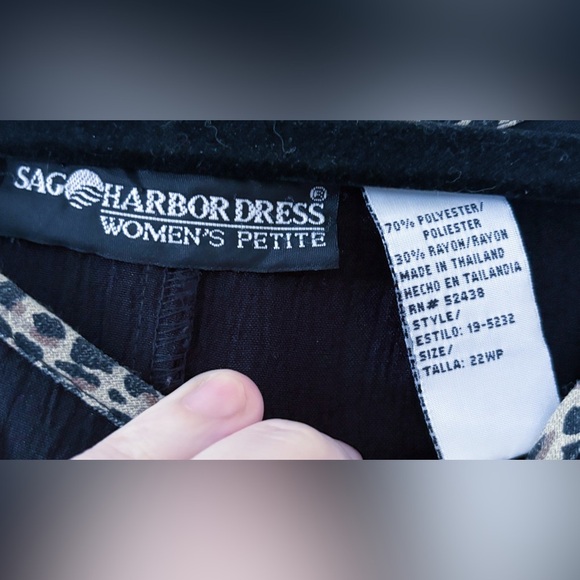 SAG HARBOR DRESS®
WOMEN'S PETITE
70% POLYESTER/
POLIESTER
30% RAYON/RAYON
MADE IN THAILAND
HECHO EN TAILANDIA
RN# 52438
STYLE/
ESTILO: 19-5232
SIZE/
TALLA: 22WP